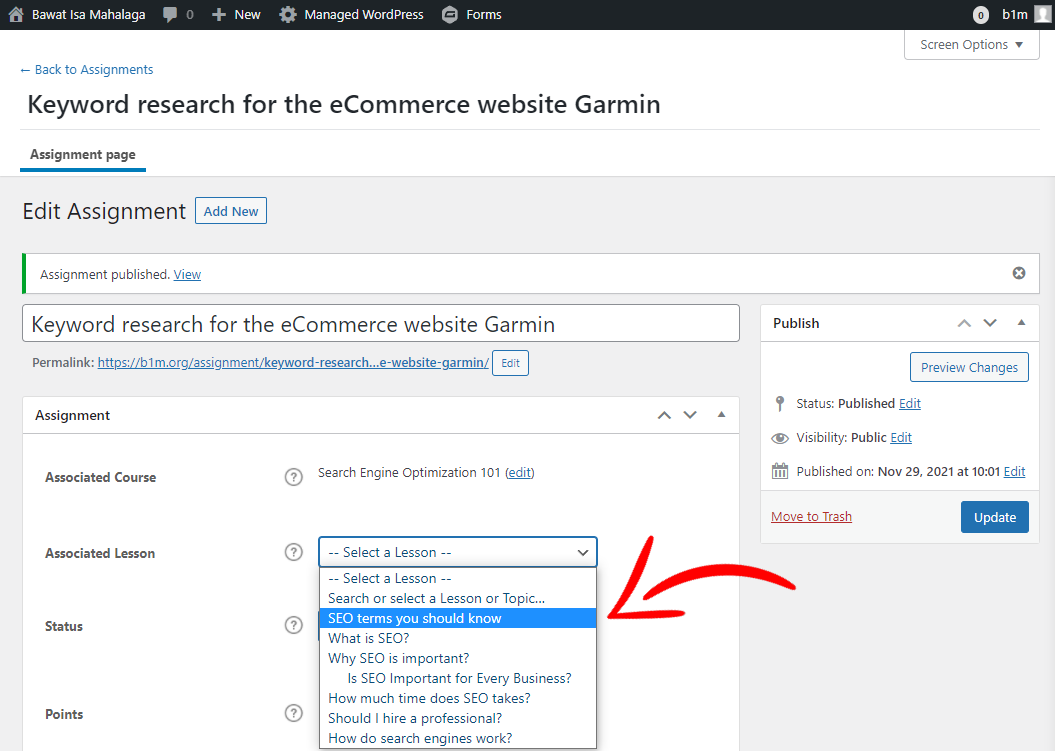 Bawat Isa Mahalaga 0 New Managed WordPress Forms 0 b1m
Screen Options ▼
← Back to Assignments
Keyword research for the eCommerce website Garmin
Assignment page
Edit Assignment Add New
Assignment published. View
Keyword research for the eCommerce website Garmin
Permalink: https://b1m.org/assignment/keyword-research...e-website-garmin/ Edit
Assignment
Associated Course ? Search Engine Optimization 101 (edit)
Associated Lesson ? -- Select a Lesson --
-- Select a Lesson --
Search or select a Lesson or Topic...
SEO terms you should know
What is SEO?
Why SEO is important?
Is SEO Important for Every Business?
How much time does SEO takes?
Should I hire a professional?
How do search engines work?
Status ?
Points ?
Publish
Preview Changes
Status: Published Edit
Visibility: Public Edit
Published on: Nov 29, 2021 at 10:01 Edit
Move to Trash Update